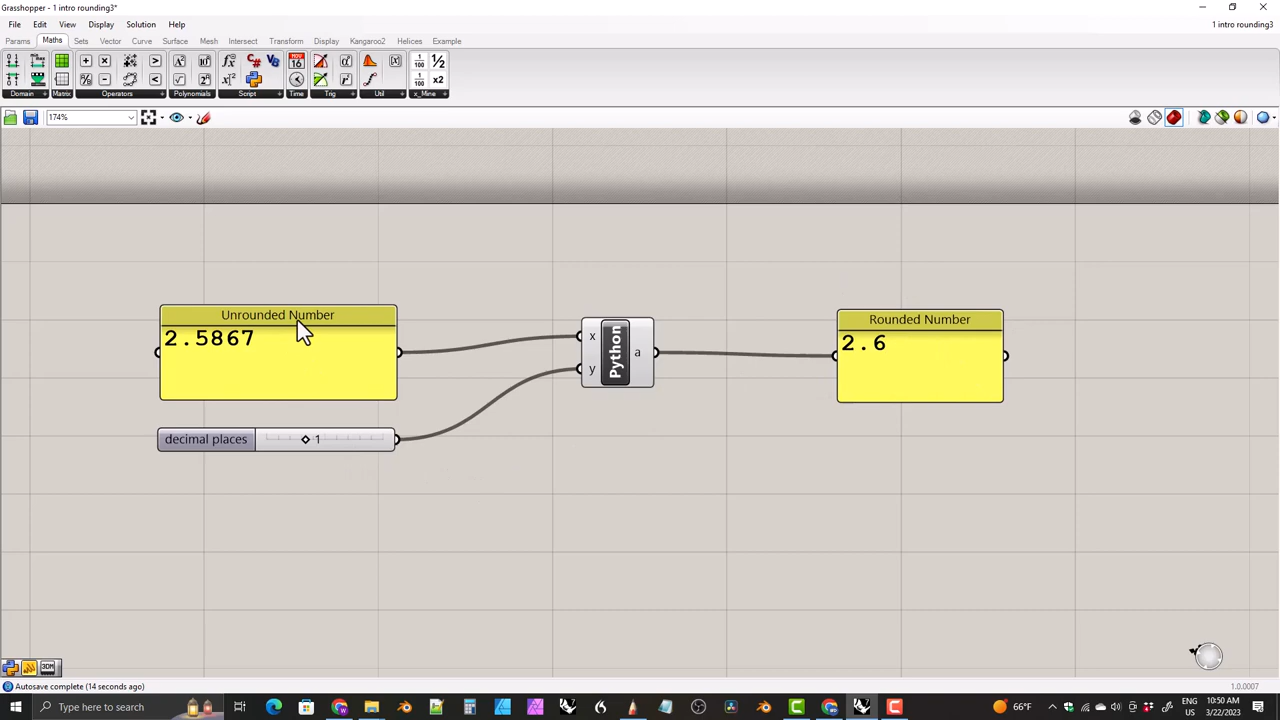 Grasshopper - 1 intro rounding3*
File Edit View Display Solution Help
1 intro rounding3
Params Maths Sets Vector Curve Surface Mesh Intersect Transform Display Kangaroo2 Helices Example
Domain Matrix Operators Polynomials Script Time Trig Util x_Mine
174%
Unrounded Number
2.5867
decimal places 1
x
y
Python
a
Rounded Number
2.6
Autosave complete (14 seconds ago)
1.0.0007
Type here to search
66°F
ENG
US
10:50 AM
3/22/2023